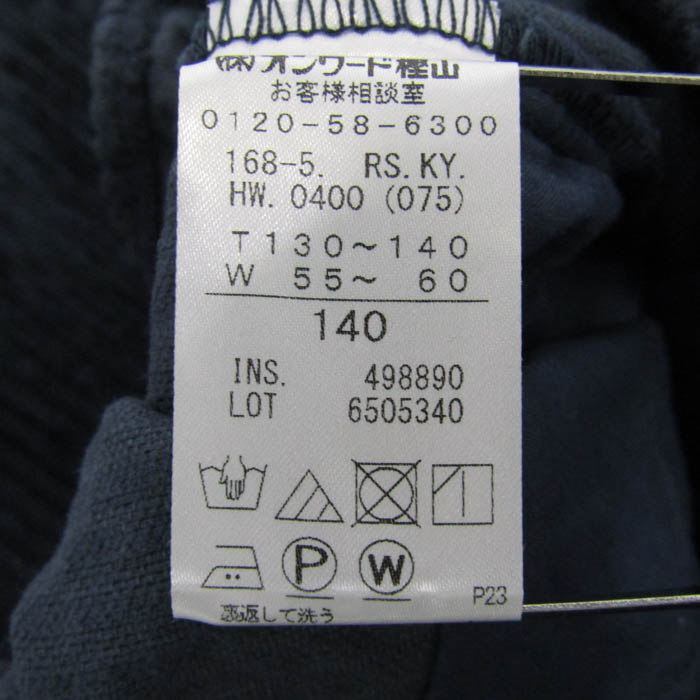 (株)オンワード樫山
お客様相談室
0120-58-6300
168-5. RS.KY.
HW. 0400 (075)
T 130～140
W 55～ 60
140
INS. 498890
LOT 6505340
P W
P23
裏返して洗う